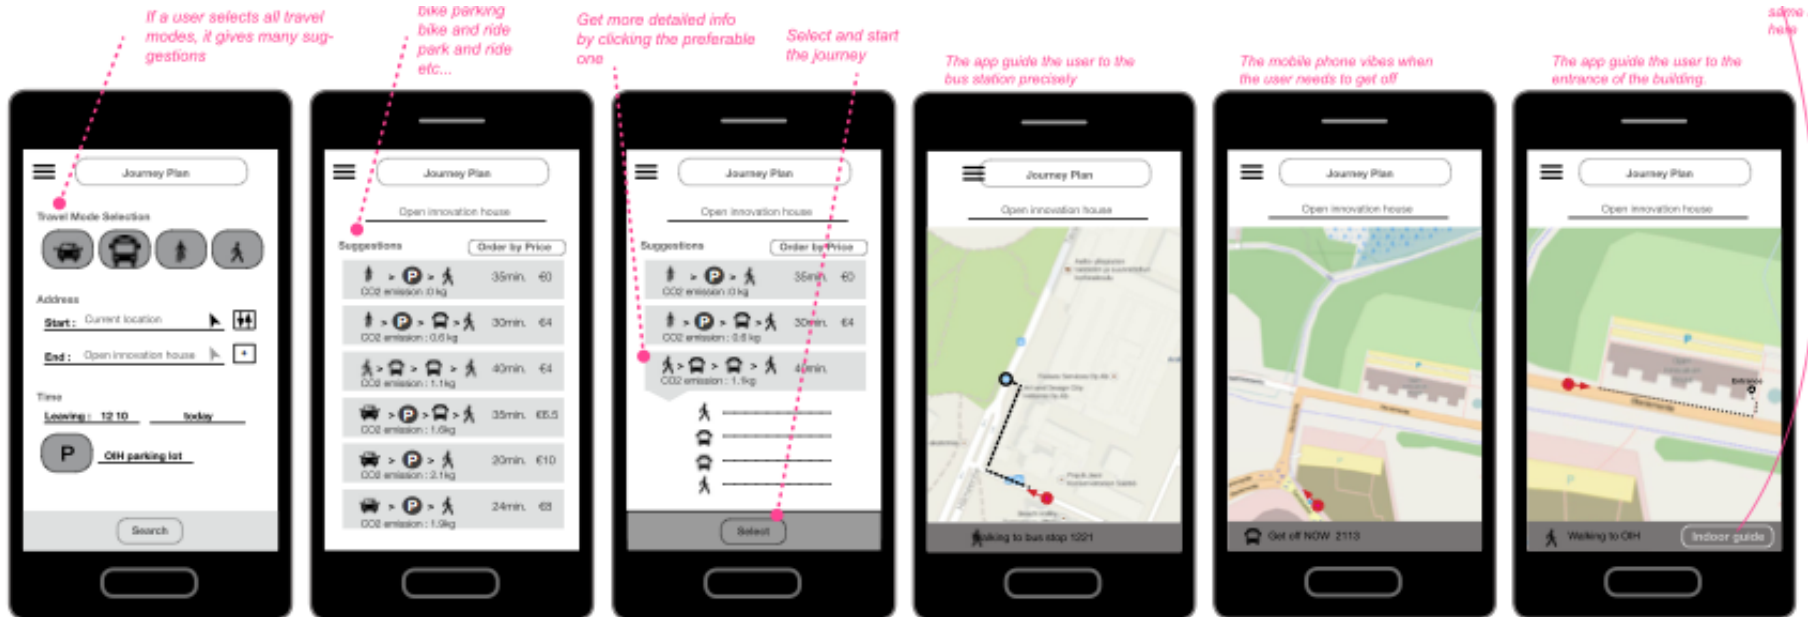 If a user selects all travel
modes, it gives many sug-
gestions
bike parking
bike and ride
park and ride
etc...
Get more detailed info
by clicking the preferable
one
Select and start
the journey
The app guide the user to the
bus station precisely
The mobile phone vibes when
the user needs to get off
The app guide the user to the
entrance of the building.
same
here
Journey Plan
Travel Mode Selection
Address
Start : Current location
End : Open innovation house
+
Time
Leaving : 12 10 today
P OIH parking lot
Search
Journey Plan
Open innovation house
Suggestions Order by Price
> P > 35min. €0
CO2 emission :0 kg
> P > > 30min. €4
CO2 emission : 0.6 kg
> > > 40min. €4
CO2 emission : 1.1kg
> P > > 35min. €6.5
CO2 emission : 1.6kg
> P > 20min. €10
CO2 emission : 2.1kg
> P > 24min. €8
CO2 emission : 1.9kg
Journey Plan
Open innovation house
Suggestions Order by Price
> P > 35min. €0
CO2 emission :0 kg
> P > > 30min. €4
CO2 emission : 0.6 kg
> > > 40min.
CO2 emission : 1.1kg
Select
Journey Plan
Open innovation house
Walking to bus stop 1221
Journey Plan
Open innovation house
P
P
Get off NOW 2113
Journey Plan
Open innovation house
P
Entrance
P
Walking to OIH Indoor guide